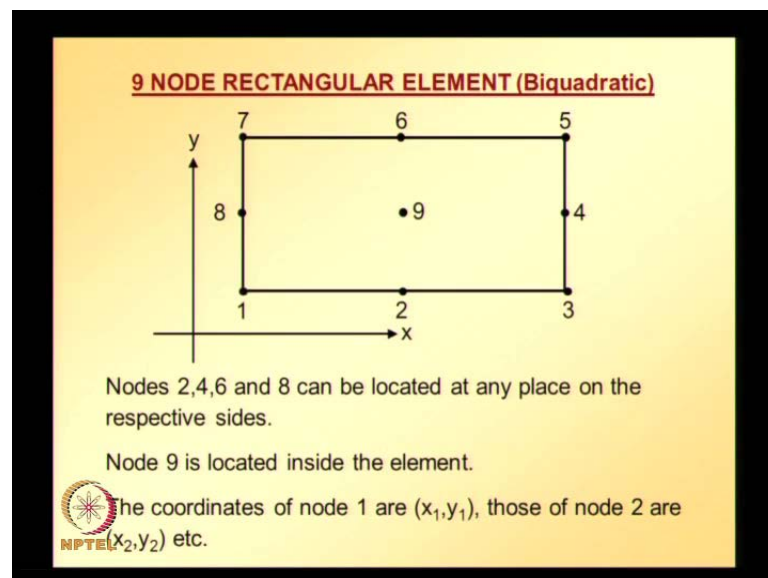 9 NODE RECTANGULAR ELEMENT (Biquadratic)
7 6 5
y
8 9 4
1 2 3
x
Nodes 2,4,6 and 8 can be located at any place on the
respective sides.
Node 9 is located inside the element.
The coordinates of node 1 are (x₁,y₁), those of node 2 are
(x₂,y₂) etc.
NPTEL